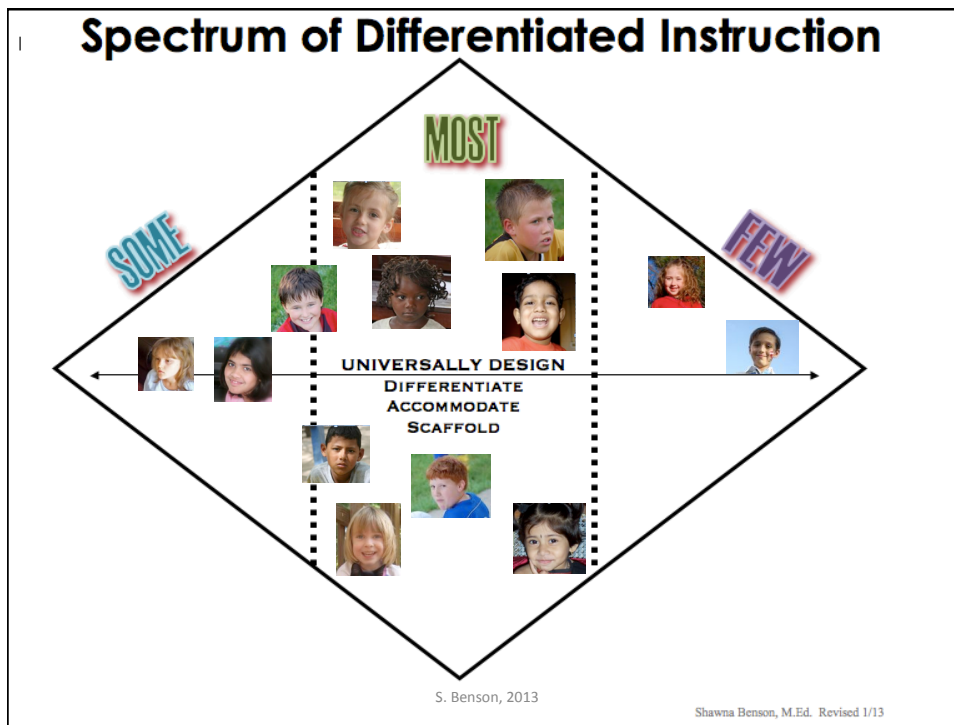 Spectrum of Differentiated Instruction
MOST
SOME
FEW
UNIVERSALLY DESIGN
DIFFERENTIATE
ACCOMMODATE
SCAFFOLD
S. Benson, 2013
Shawna Benson, M.Ed. Revised 1/13